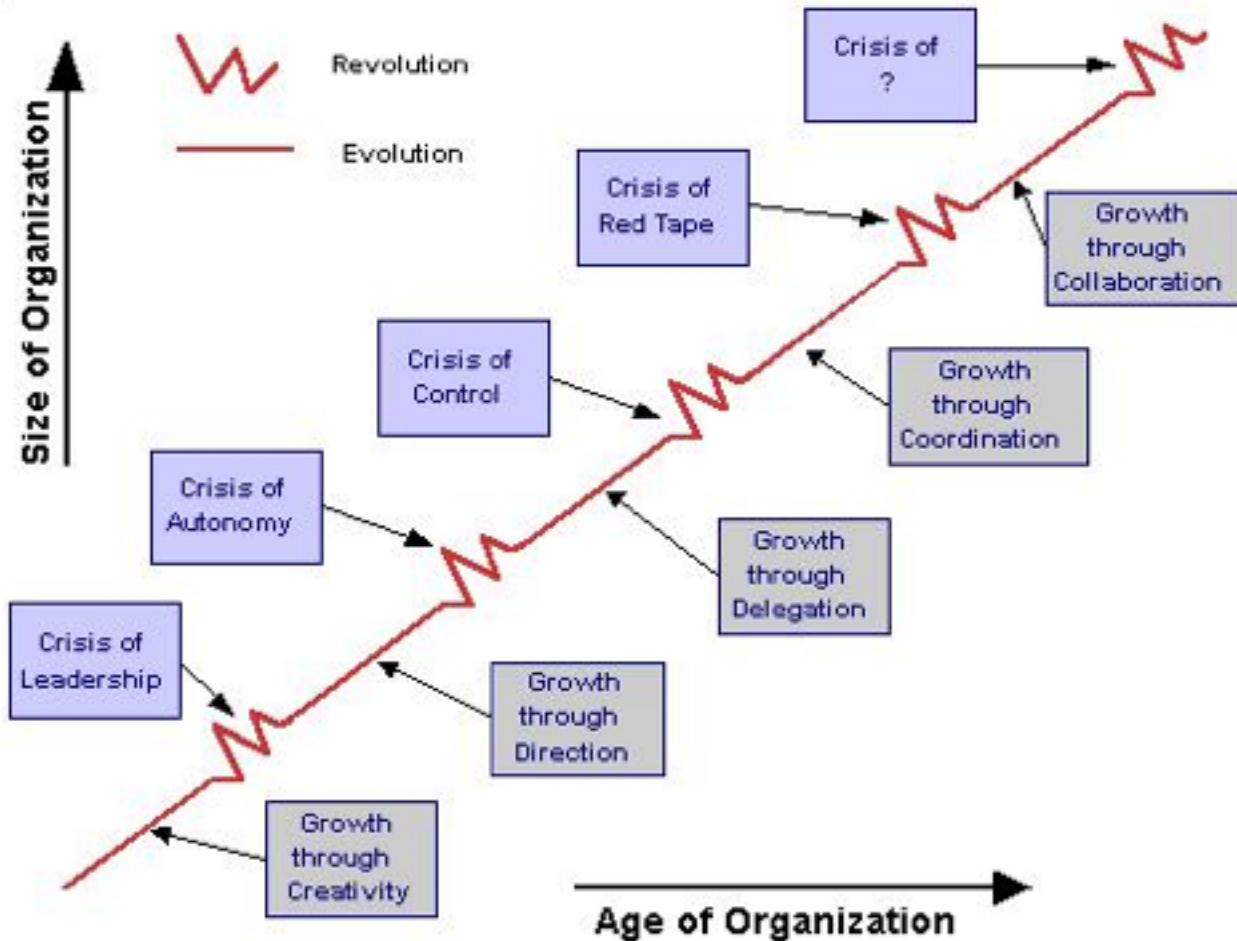 Revolution
Evolution
Size of Organization
Crisis of
?
Crisis of
Red Tape
Growth
through
Collaboration
Crisis of
Control
Growth
through
Coordination
Crisis of
Autonomy
Growth
through
Delegation
Crisis of
Leadership
Growth
through
Direction
Growth
through
Creativity
Age of Organization